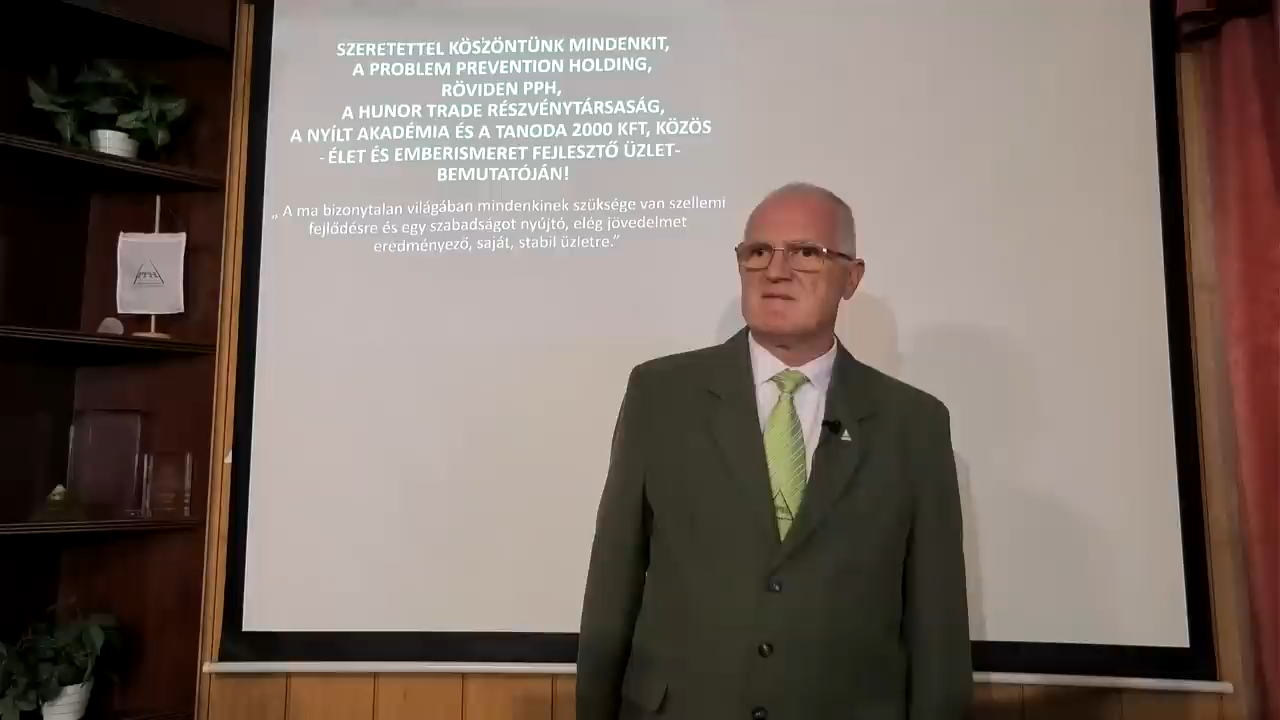 SZERETETTEL KÖSZÖNTÜNK MINDENKIT,
A PROBLEM PREVENTION HOLDING,
RÖVIDEN PPH,
A HUNOR TRADE RÉSZVÉNYTÁRSASÁG,
A NYÍLT AKADÉMIA ÉS A TANODA 2000 KFT, KÖZÖS
- ÉLET ÉS EMBERISMERET FEJLESZTŐ ÜZLET-
BEMUTATÓJÁN!
„ A ma bizonytalan világában mindenkinek szüksége van szellemi
fejlődésre és egy szabadságot nyújtó, elég jövedelmet
eredményező, saját, stabil üzletre.”